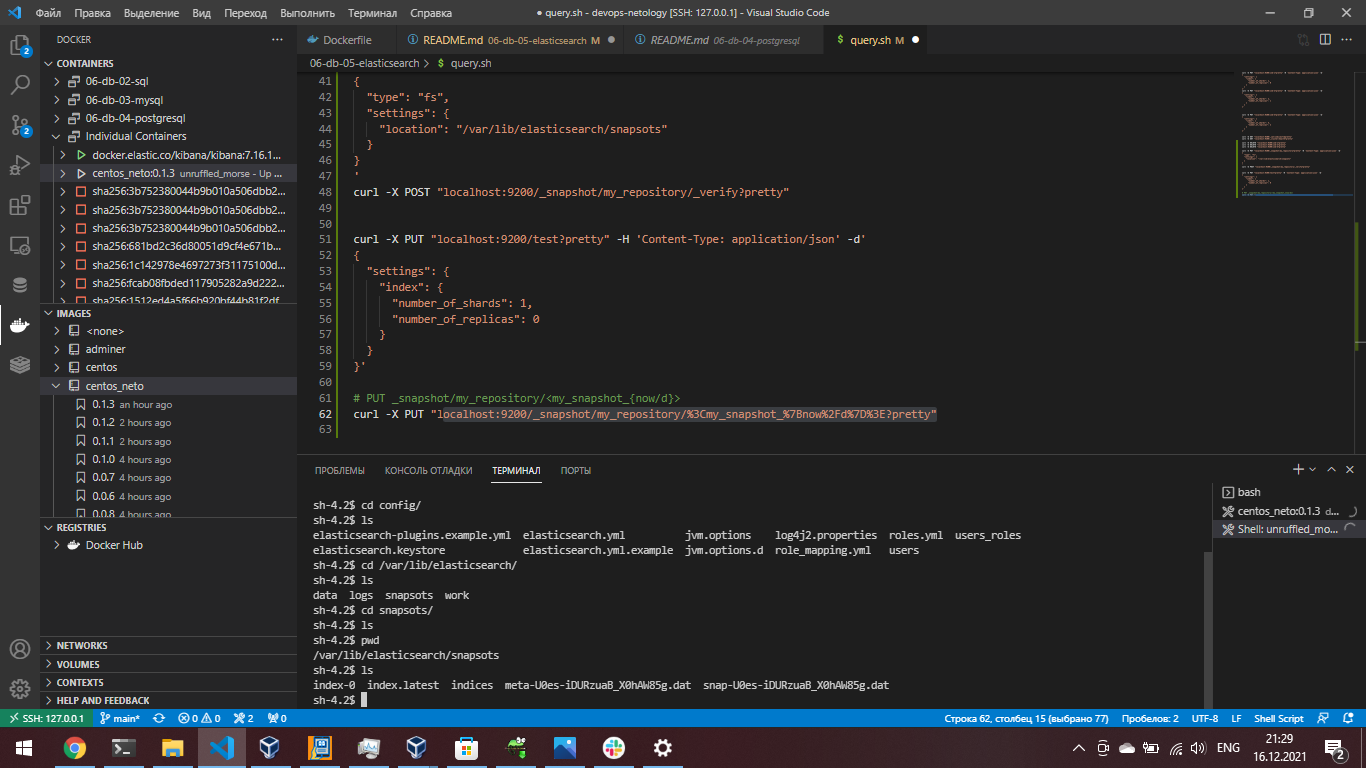 Файл Правка Выделение Вид Переход Выполнить Терминал Справка ● query.sh - devops-netology [SSH: 127.0.0.1] - Visual Studio Code
DOCKER ···
Dockerfile README.md 06-db-05-elasticsearch M README.md 06-db-04-postgresql $ query.sh M
06-db-05-elasticsearch > $ query.sh
CONTAINERS
06-db-02-sql
06-db-03-mysql
06-db-04-postgresql
Individual Containers
docker.elastic.co/kibana/kibana:7.16.1...
centos_neto:0.1.3 unruffled_morse - Up ...
sha256:3b752380044b9b010a506dbb2...
sha256:3b752380044b9b010a506dbb2...
sha256:3b752380044b9b010a506dbb2...
sha256:681bd2c36d80051d9cf4e671b...
sha256:1c142978e4697273f31175100d...
sha256:fcab08fbded117905282a9d222...
sha256:1512ed4a5f66b920bf44b81f2df
IMAGES
<none>
adminer
centos
centos_neto
0.1.3 an hour ago
0.1.2 2 hours ago
0.1.1 2 hours ago
0.1.0 4 hours ago
0.0.7 4 hours ago
0.0.6 4 hours ago
0.0.8 4 hours ago
REGISTRIES
Docker Hub
NETWORKS
VOLUMES
CONTEXTS
HELP AND FEEDBACK
41 {
42 "type": "fs",
43 "settings": {
44 "location": "/var/lib/elasticsearch/snapsots"
45 }
46 }
47 '
48 curl -X POST "localhost:9200/_snapshot/my_repository/_verify?pretty"
49
50
51 curl -X PUT "localhost:9200/test?pretty" -H 'Content-Type: application/json' -d'
52 {
53 "settings": {
54 "index": {
55 "number_of_shards": 1,
56 "number_of_replicas": 0
57 }
58 }
59 }'
60
61 # PUT _snapshot/my_repository/<my_snapshot_{now/d}>
62 curl -X PUT "localhost:9200/_snapshot/my_repository/%3Cmy_snapshot_%7Bnow%2Fd%7D%3E?pretty"
63
ПРОБЛЕМЫ КОНСОЛЬ ОТЛАДКИ ТЕРМИНАЛ ПОРТЫ
sh-4.2$ cd config/
sh-4.2$ ls
elasticsearch-plugins.example.yml elasticsearch.yml jvm.options log4j2.properties roles.yml users_roles
elasticsearch.keystore elasticsearch.yml.example jvm.options.d role_mapping.yml users
sh-4.2$ cd /var/lib/elasticsearch/
sh-4.2$ ls
data logs snapsots work
sh-4.2$ cd snapsots/
sh-4.2$ ls
sh-4.2$ pwd
/var/lib/elasticsearch/snapsots
sh-4.2$ ls
index-0 index.latest indices meta-U0es-iDURzuaB_X0hAW85g.dat snap-U0es-iDURzuaB_X0hAW85g.dat
sh-4.2$
bash
centos_neto:0.1.3 d...
Shell: unruffled_mo...
SSH: 127.0.0.1 main* 0 0 2 0 Строка 62, столбец 15 (выбрано 77) Пробелов: 2 UTF-8 LF Shell Script
ENG 21:29
16.12.2021
2